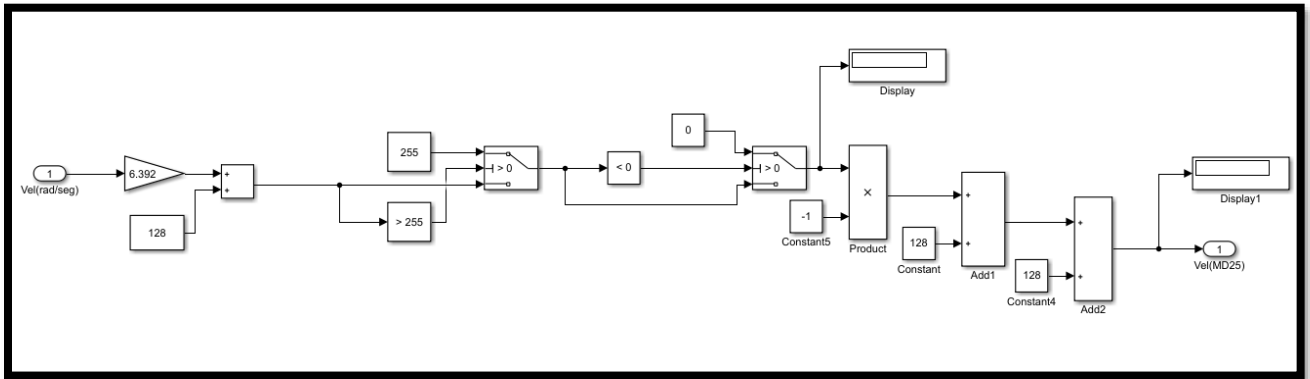 1
Vel(rad/seg)
6.392
+
+
128
255
> 255
> 0
< 0
0
> 0
Display
-1
Constant5
×
Product
128
Constant
+
+
Add1
128
Constant4
+
+
Add2
Display1
1
Vel(MD25)